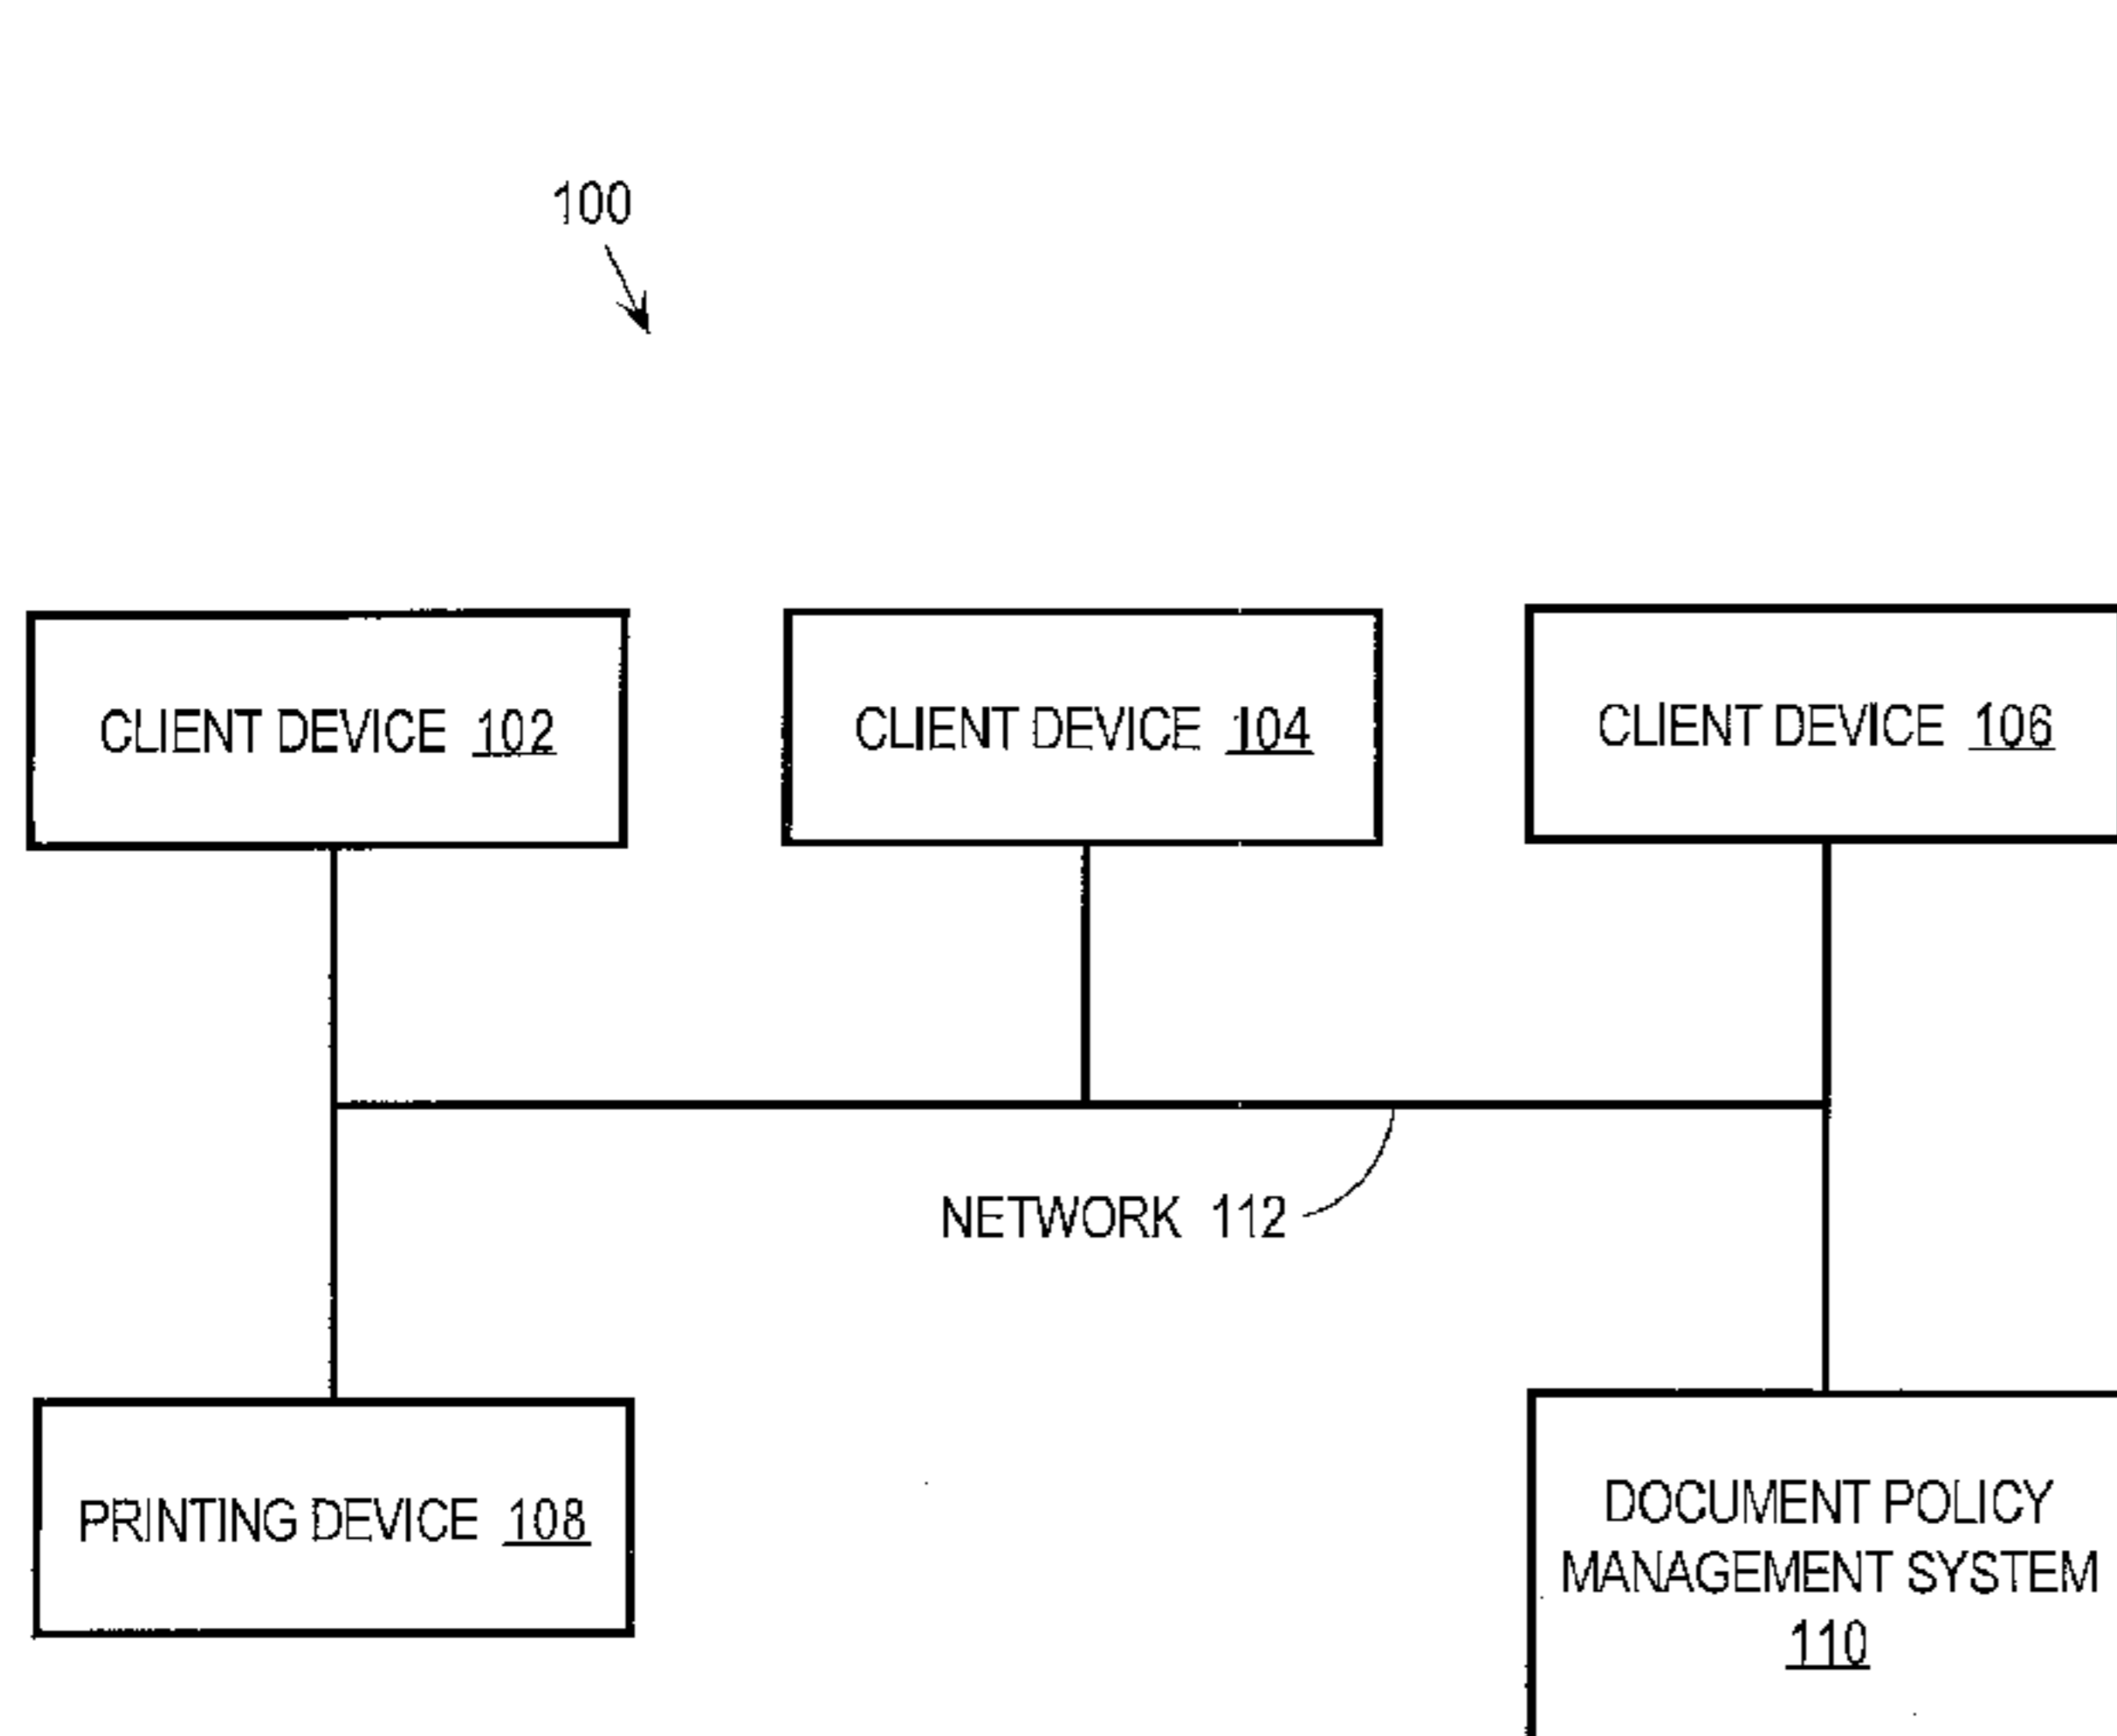 100
CLIENT DEVICE 102
CLIENT DEVICE 104
CLIENT DEVICE 106
NETWORK 112
PRINTING DEVICE 108
DOCUMENT POLICY
MANAGEMENT SYSTEM
110